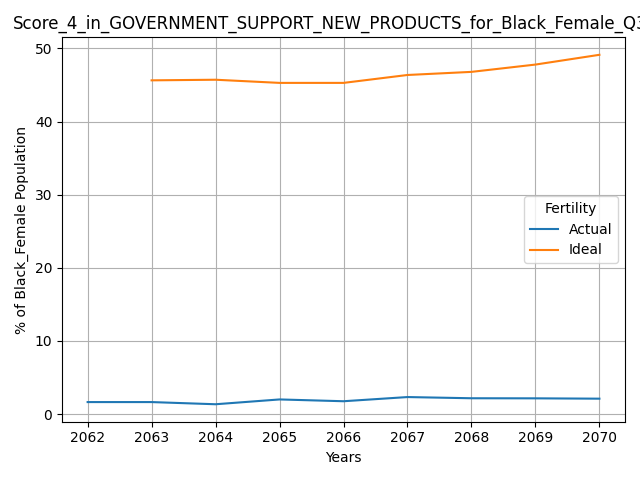 Score_4_in_GOVERNMENT_SUPPORT_NEW_PRODUCTS_for_Black_Female_Q3
50
40
30
20
10
0
% of Black_Female Population
Fertility
Actual
Ideal
2062 2063 2064 2065 2066 2067 2068 2069 2070
Years